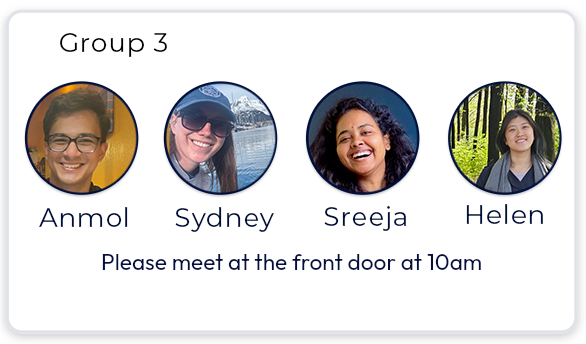 Group 3
Anmol Sydney Sreeja Helen
Please meet at the front door at 10am